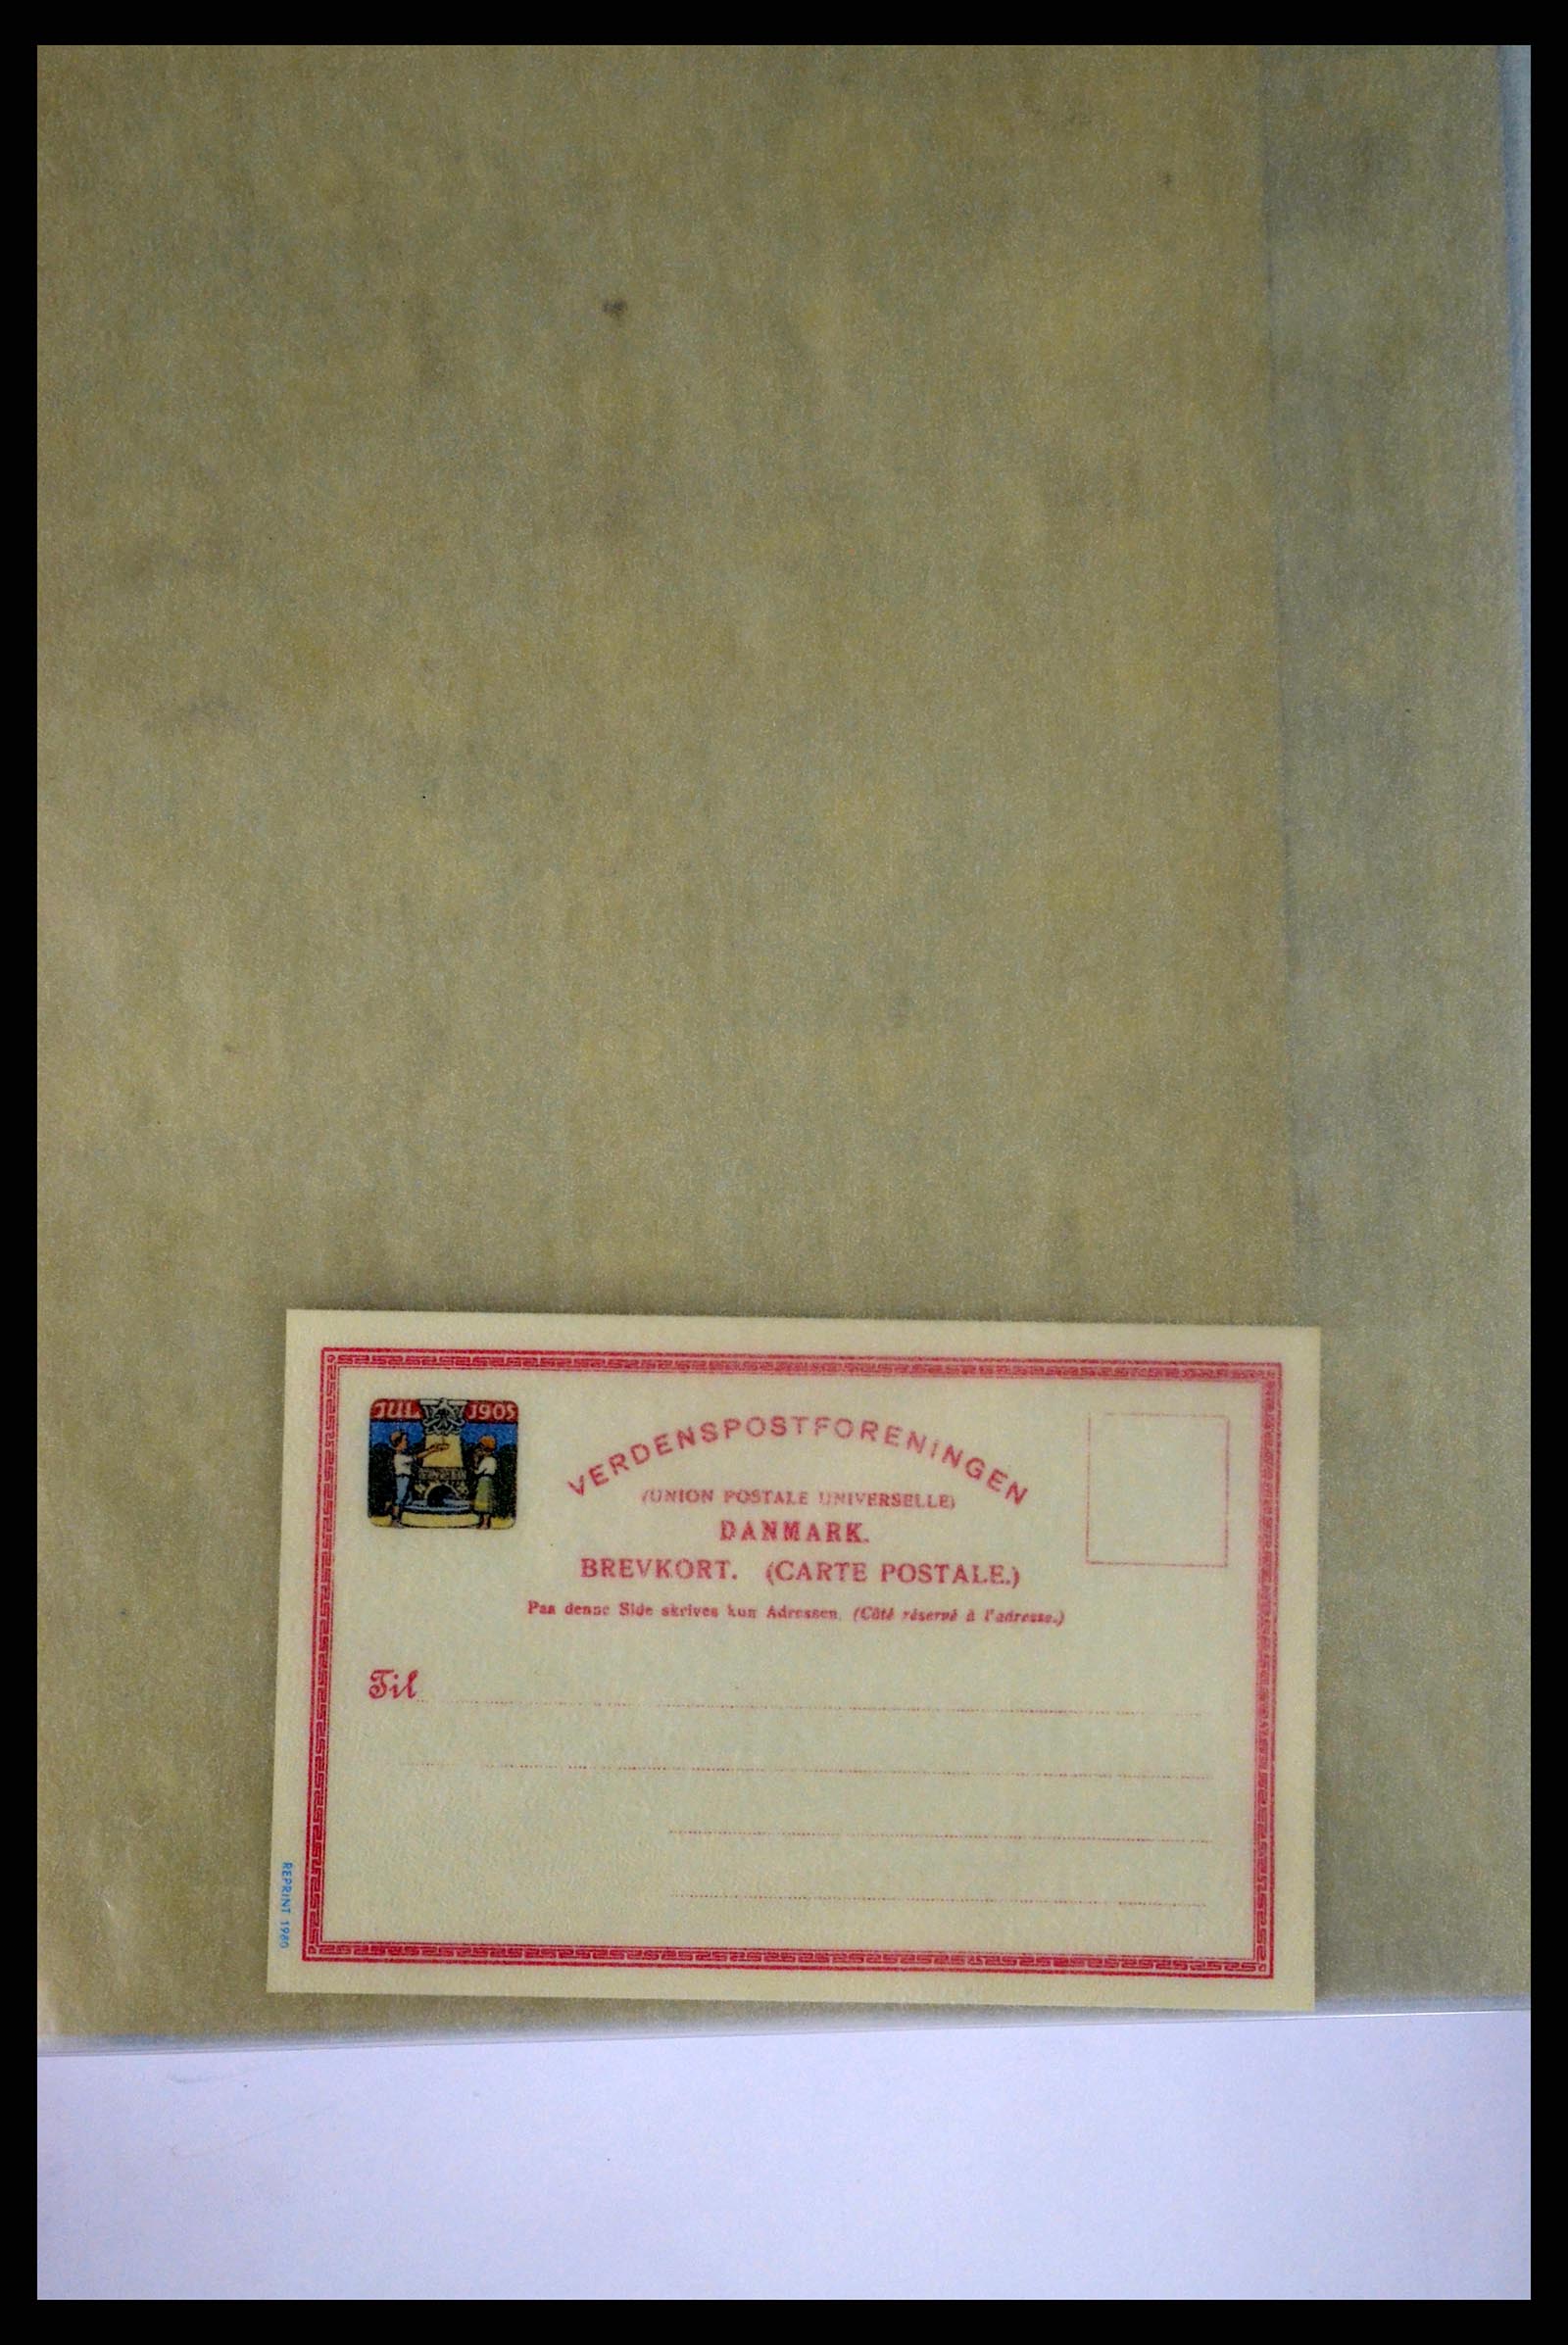 JUL 1905
VERDENSPOSTFORENINGEN
(UNION POSTALE UNIVERSELLE)
DANMARK.
BREVKORT. (CARTE POSTALE.)
Paa denne Side skrives kun Adressen. (Côté réservé à l'adresse.)
Til
REPRINT 1980